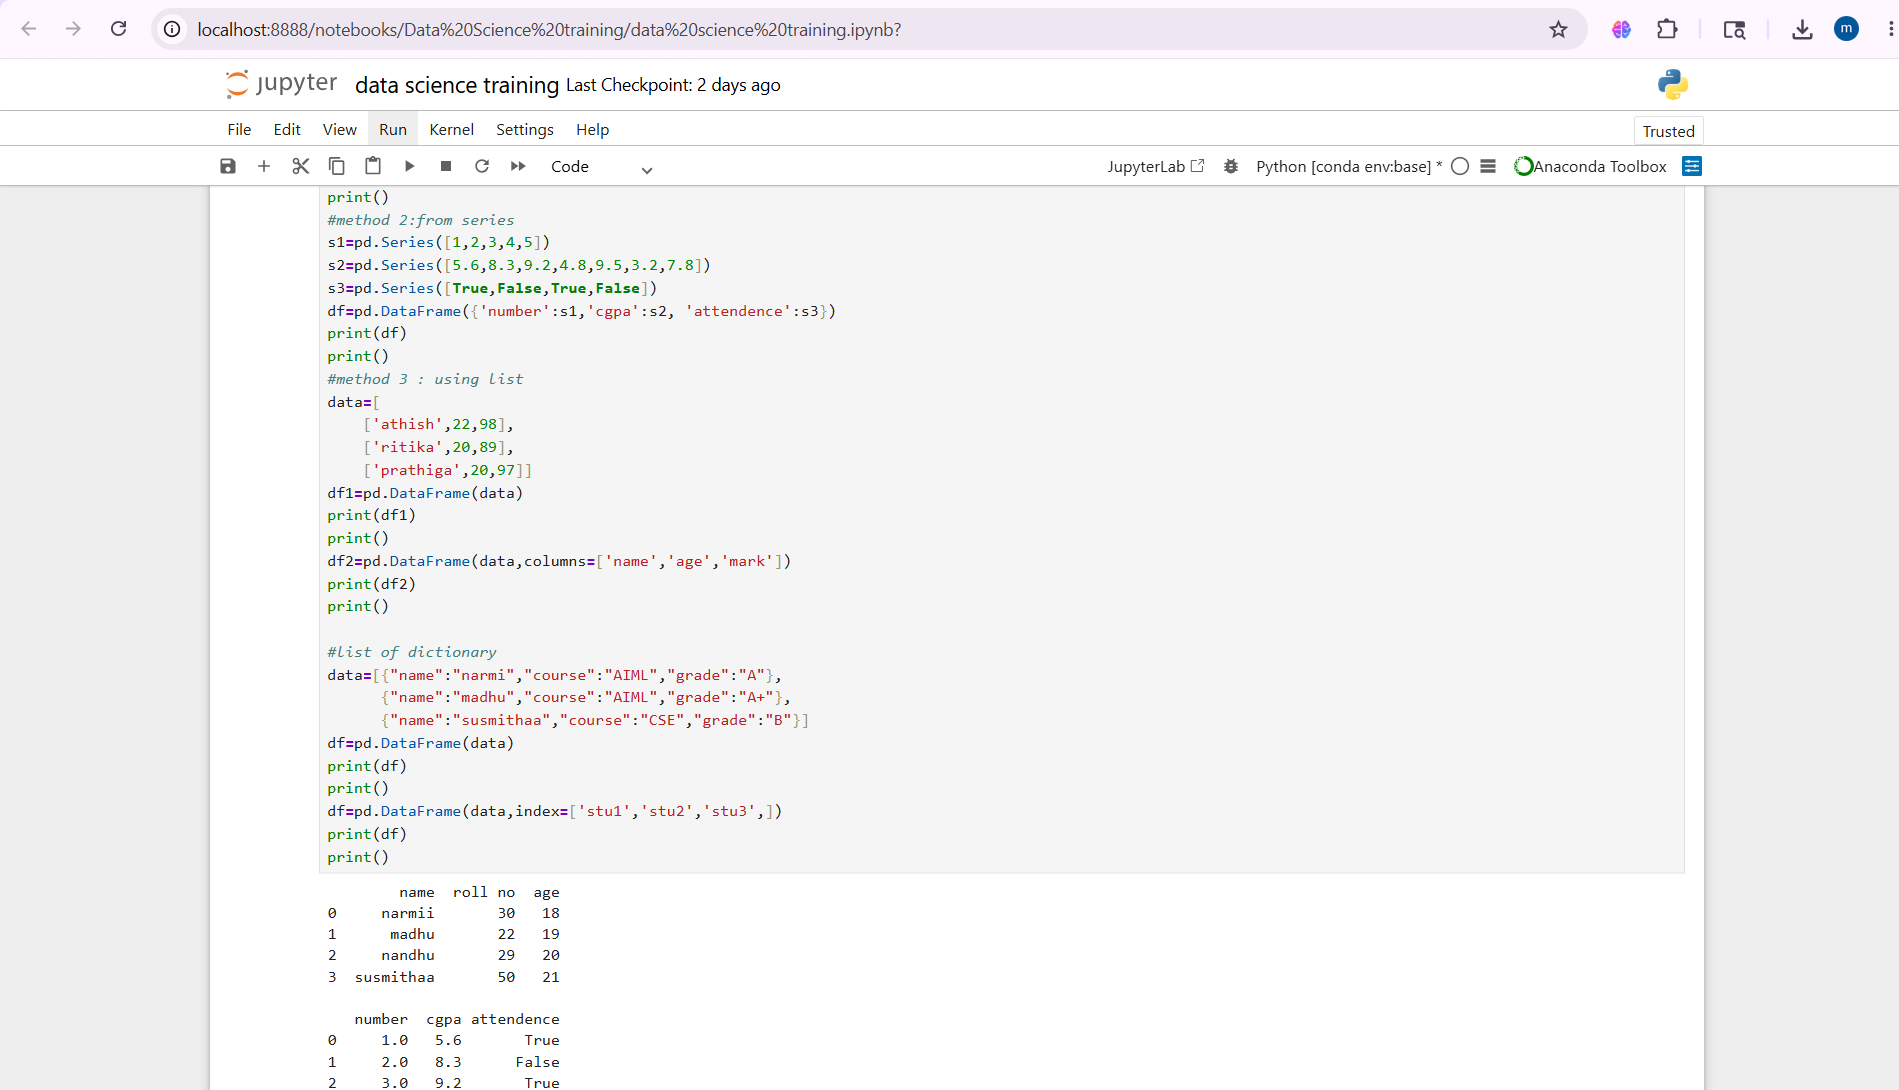 localhost:8888/notebooks/Data%20Science%20training/data%20science%20training.ipynb?
m
jupyter data science training Last Checkpoint: 2 days ago
File Edit View Run Kernel Settings Help
Trusted
Code
JupyterLab
Python [conda env:base] *
Anaconda Toolbox
print()
#method 2:from series
s1=pd.Series([1,2,3,4,5])
s2=pd.Series([5.6,8.3,9.2,4.8,9.5,3.2,7.8])
s3=pd.Series([True,False,True,False])
df=pd.DataFrame({'number':s1,'cgpa':s2, 'attendence':s3})
print(df)
print()
#method 3 : using list
data=[
    ['athish',22,98],
    ['ritika',20,89],
    ['prathiga',20,97]]
df1=pd.DataFrame(data)
print(df1)
print()
df2=pd.DataFrame(data,columns=['name','age','mark'])
print(df2)
print()
#list of dictionary
data=[{"name":"narmi","course":"AIML","grade":"A"},
      {"name":"madhu","course":"AIML","grade":"A+"},
      {"name":"susmithaa","course":"CSE","grade":"B"}]
df=pd.DataFrame(data)
print(df)
print()
df=pd.DataFrame(data,index=['stu1','stu2','stu3',])
print(df)
print()
        name  roll no  age
0     narmii       30   18
1      madhu       22   19
2     nandhu       29   20
3  susmithaa       50   21
   number  cgpa attendence
0     1.0   5.6       True
1     2.0   8.3      False
2     3.0   9.2       True